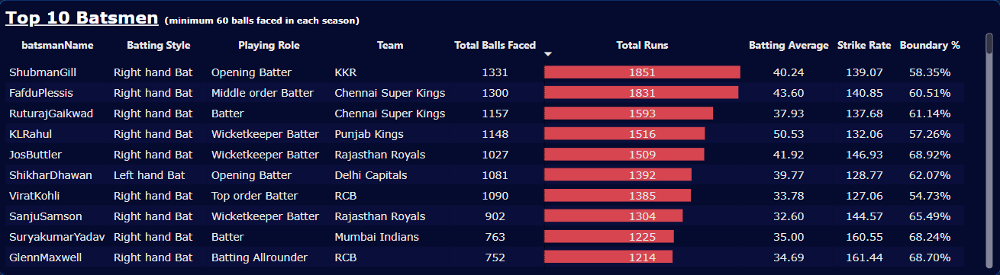 Top 10 Batsmen (minimum 60 balls faced in each season)
batsmanName Batting Style Playing Role Team Total Balls Faced Total Runs Batting Average Strike Rate Boundary %
ShubmanGill Right hand Bat Opening Batter KKR 1331 1851 40.24 139.07 58.35%
FafduPlessis Right hand Bat Middle order Batter Chennai Super Kings 1300 1831 43.60 140.85 60.51%
RuturajGaikwad Right hand Bat Batter Chennai Super Kings 1157 1593 37.93 137.68 61.14%
KLRahul Right hand Bat Wicketkeeper Batter Punjab Kings 1148 1516 50.53 132.06 57.26%
JosButtler Right hand Bat Wicketkeeper Batter Rajasthan Royals 1027 1509 41.92 146.93 68.92%
ShikharDhawan Left hand Bat Opening Batter Delhi Capitals 1081 1392 39.77 128.77 62.07%
ViratKohli Right hand Bat Top order Batter RCB 1090 1385 33.78 127.06 54.73%
SanjuSamson Right hand Bat Wicketkeeper Batter Rajasthan Royals 902 1304 32.60 144.57 65.49%
SuryakumarYadav Right hand Bat Batter Mumbai Indians 763 1225 35.00 160.55 68.24%
GlennMaxwell Right hand Bat Batting Allrounder RCB 752 1214 34.69 161.44 68.70%